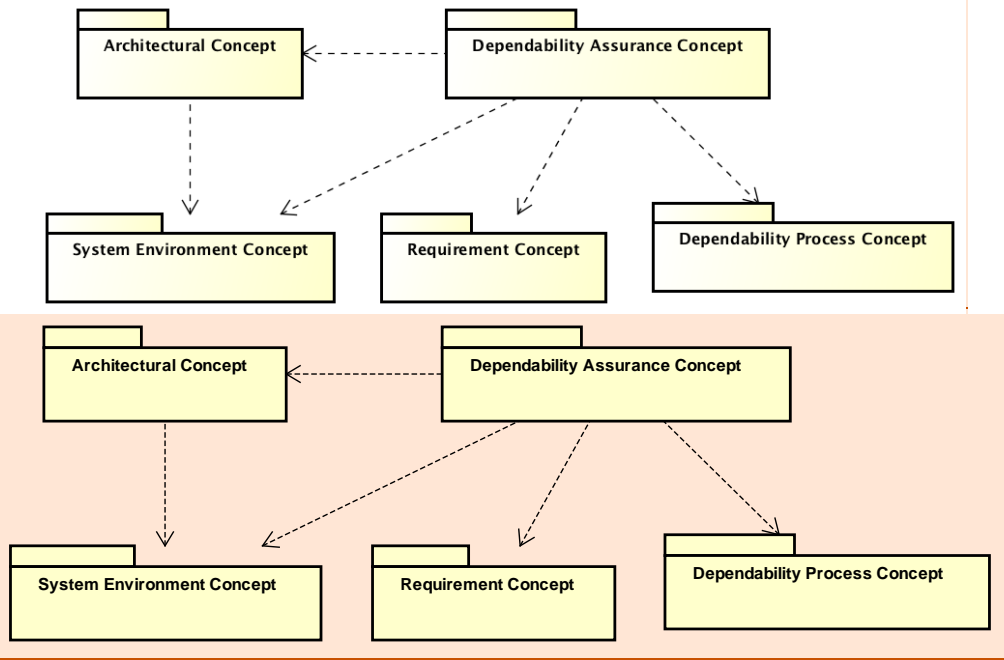 Architectural Concept
Dependability Assurance Concept
System Environment Concept
Requirement Concept
Dependability Process Concept
Architectural Concept
Dependability Assurance Concept
System Environment Concept
Requirement Concept
Dependability Process Concept